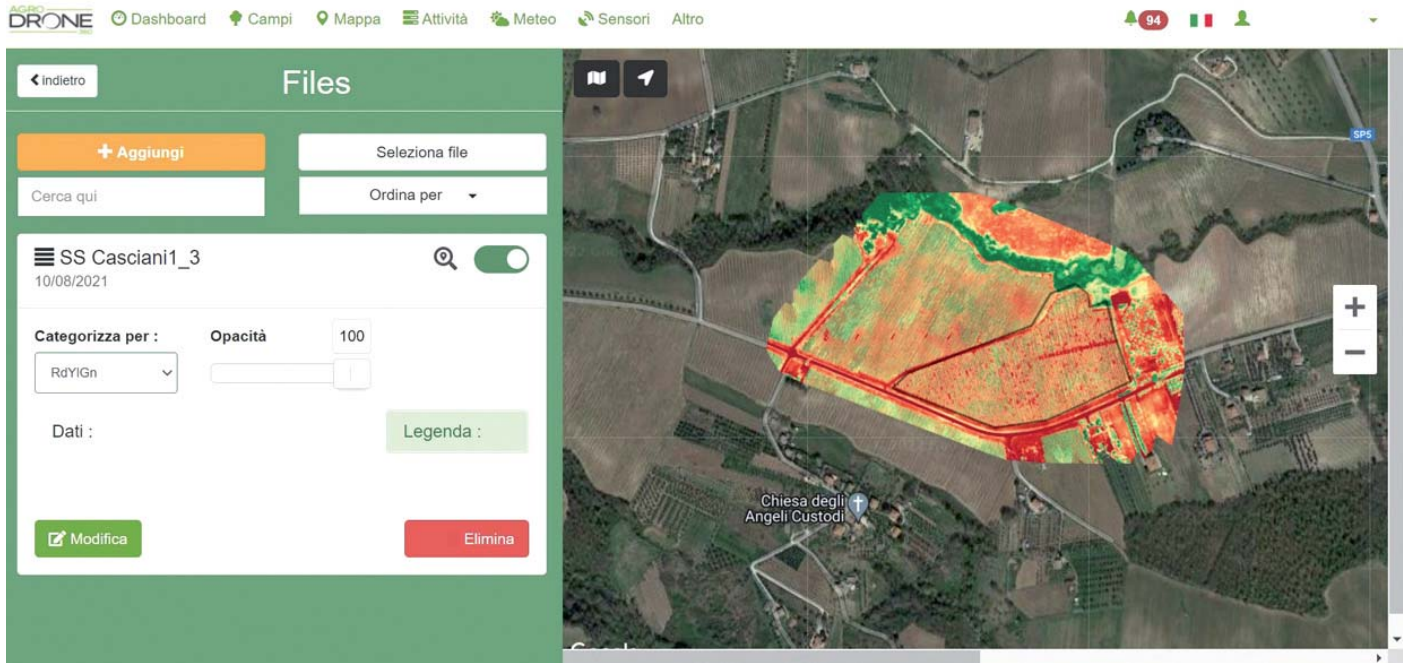 AGRO
DRONE
Dashboard Campi Mappa Attività Meteo Sensori Altro
94
indietro
Files
Aggiungi
Seleziona file
Cerca qui
Ordina per
SS Casciani1_3
10/08/2021
Categorizza per :
Opacità
100
RdYlGn
Dati :
Legenda :
Modifica
Elimina
SP5
Chiesa degli
Angeli Custodi